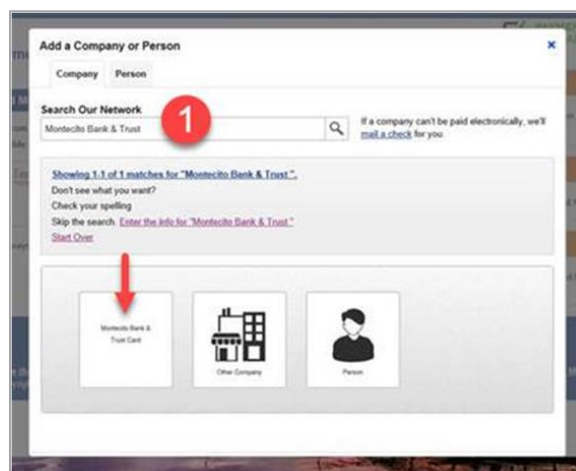 Add a Company or Person
×
Company Person
Search Our Network
1
Montecito Bank & Trust
If a company can't be paid electronically, we'll
mail a check for you.
Showing 1-1 of 1 matches for "Montecito Bank & Trust ".
Don't see what you want?
Check your spelling
Skip the search. Enter the info for "Montecito Bank & Trust "
Start Over
Montecito Bank &
Trust Card
Other Company
Person